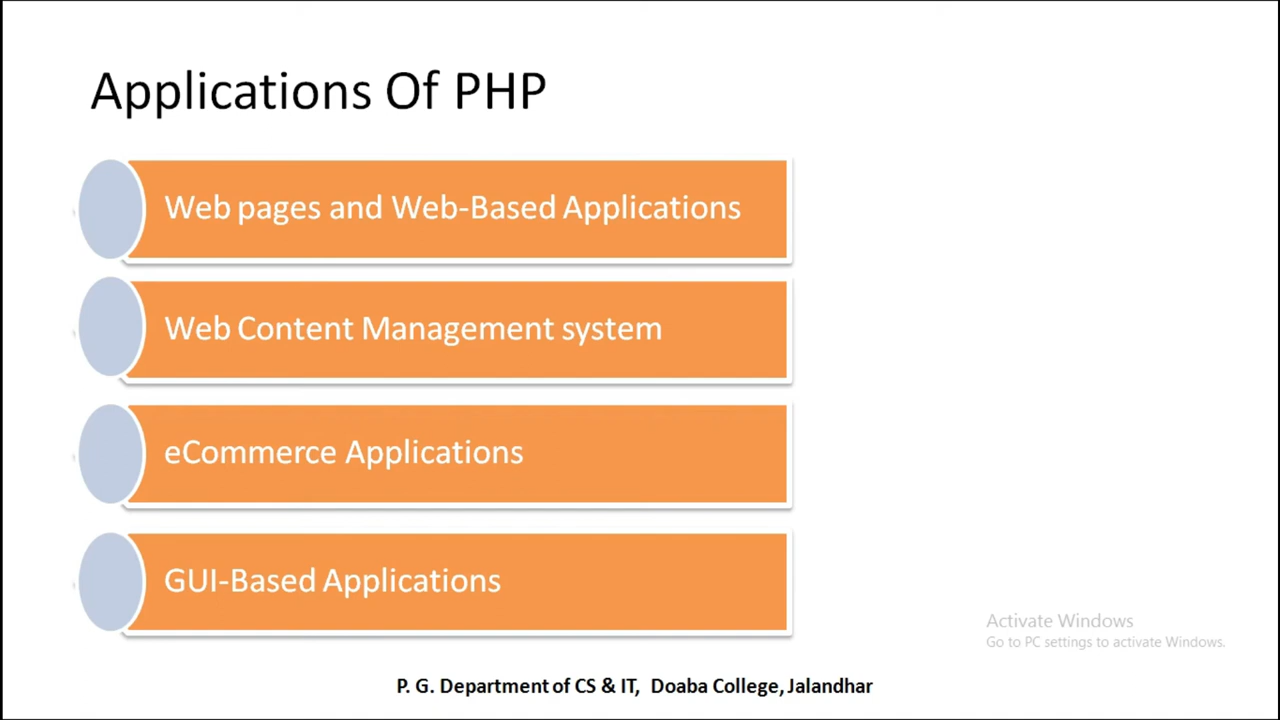 Applications Of PHP
Web pages and Web-Based Applications
Web Content Management system
eCommerce Applications
GUI-Based Applications
Activate Windows
Go to PC settings to activate Windows.
P. G. Department of CS & IT, Doaba College, Jalandhar